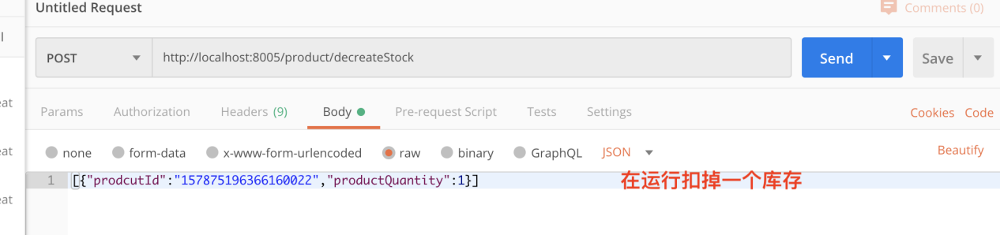 Untitled Request
Comments (0)
l
POST
http://localhost:8005/product/decreateStock
Send
Save
eat
Params
Authorization
Headers (9)
Body
Pre-request Script
Tests
Settings
Cookies
Code
eat
none
form-data
x-www-form-urlencoded
raw
binary
GraphQL
JSON
Beautify
1
[{"prodcutId":"157875196366160022","productQuantity":1}]
在运行扣掉一个库存
eat